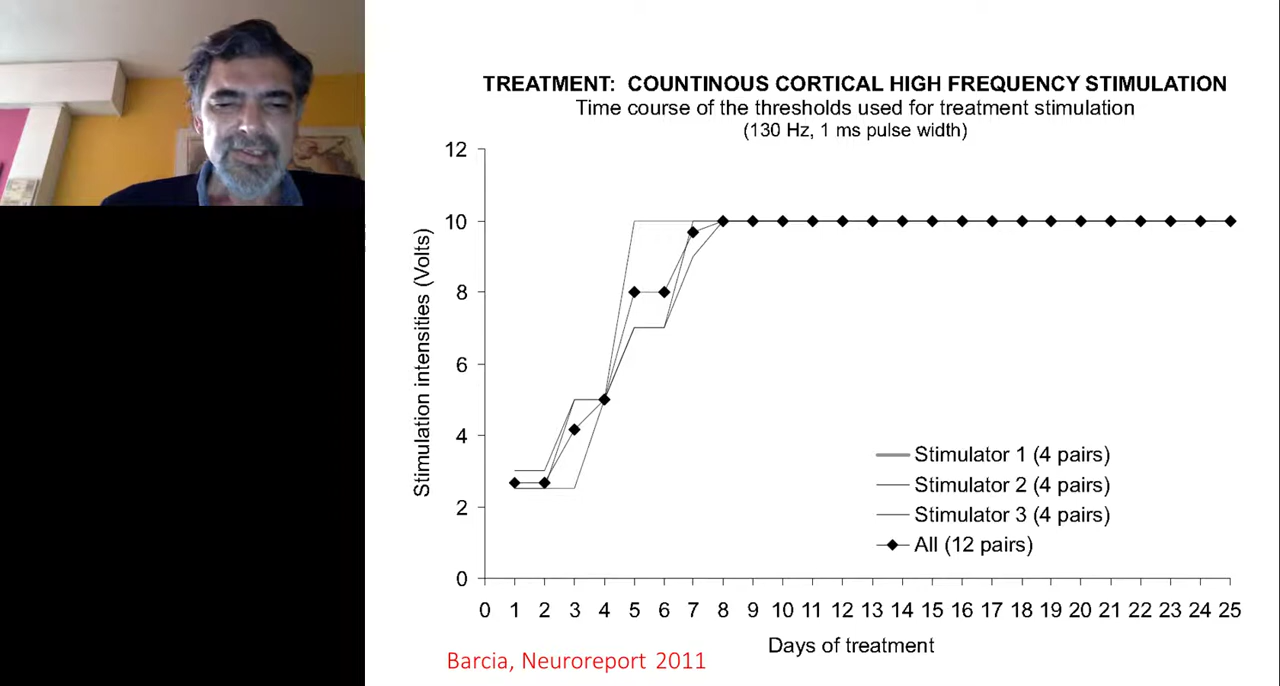 TREATMENT: COUNTINOUS CORTICAL HIGH FREQUENCY STIMULATION
Time course of the thresholds used for treatment stimulation
(130 Hz, 1 ms pulse width)
12
10
8
6
4
2
0
Stimulation intensities (Volts)
Stimulator 1 (4 pairs)
Stimulator 2 (4 pairs)
Stimulator 3 (4 pairs)
All (12 pairs)
0 1 2 3 4 5 6 7 8 9 10 11 12 13 14 15 16 17 18 19 20 21 22 23 24 25
Days of treatment
Barcia, Neuroreport 2011